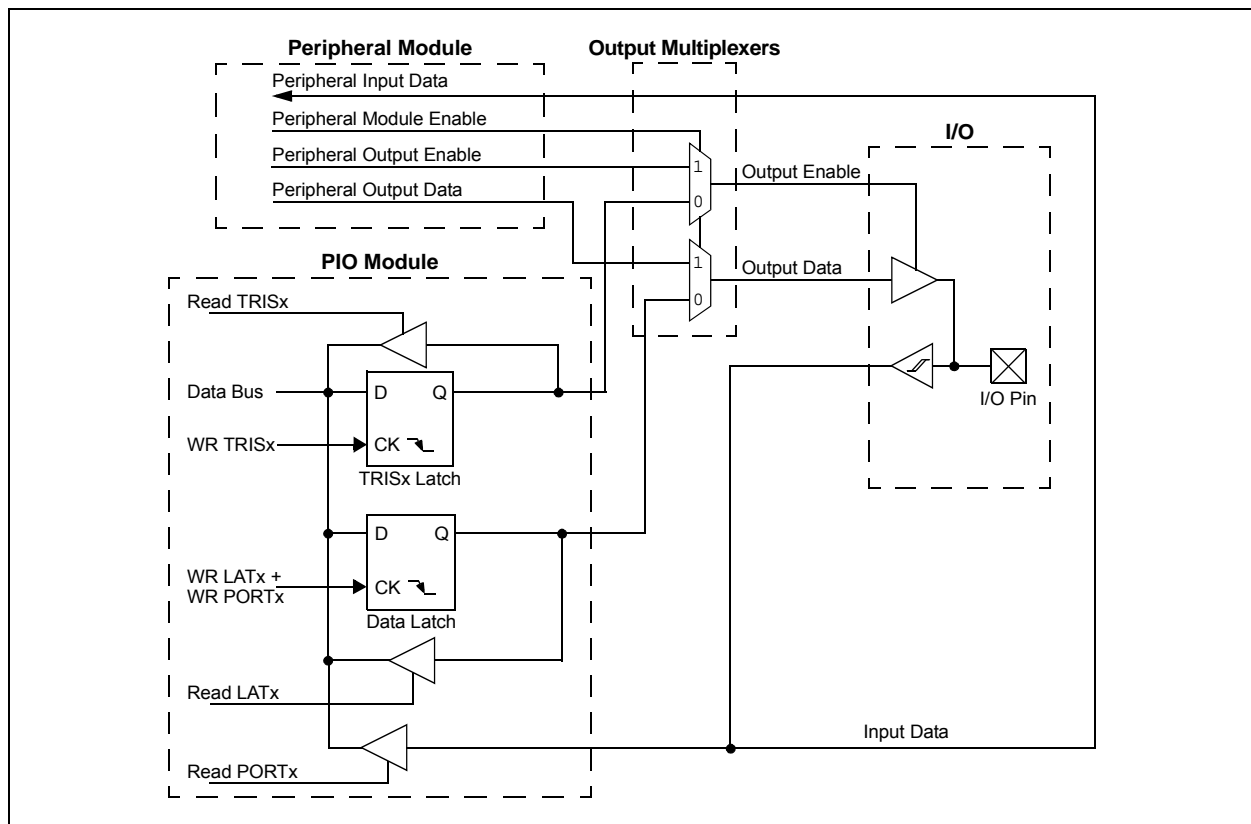 Peripheral Module
Output Multiplexers
Peripheral Input Data
Peripheral Module Enable
I/O
Peripheral Output Enable
1
Output Enable
Peripheral Output Data
0
PIO Module
1
Output Data
Read TRISx
0
Data Bus
D
Q
I/O Pin
WR TRISx
CK
TRISx Latch
D
Q
WR LATx +
WR PORTx
CK
Data Latch
Read LATx
Input Data
Read PORTx